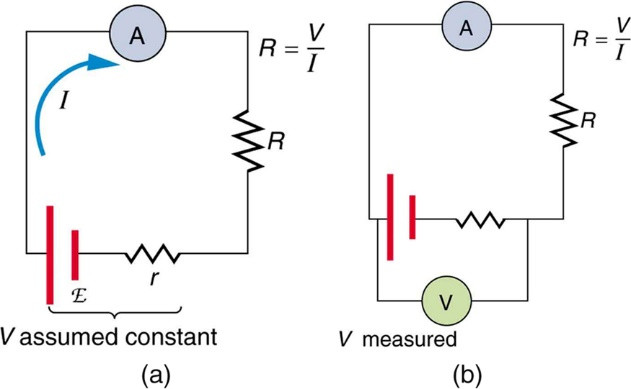 A
R = V/I
I
R
r
ℰ
V assumed constant
(a)
A
R = V/I
R
V
V measured
(b)